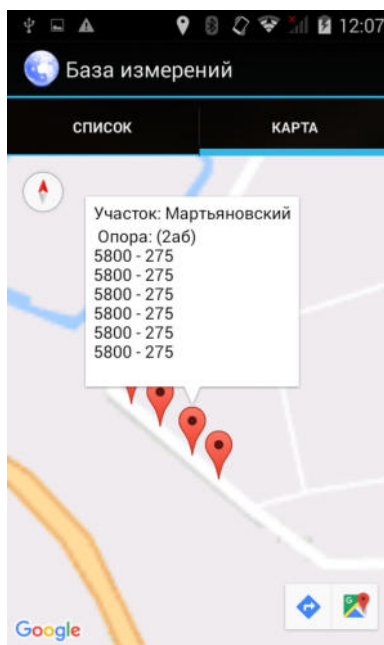 12:07
База измерений
СПИСОК
КАРТА
Участок: Мартьяновский
Опора: (2аб)
5800 - 275
5800 - 275
5800 - 275
5800 - 275
5800 - 275
5800 - 275
Google